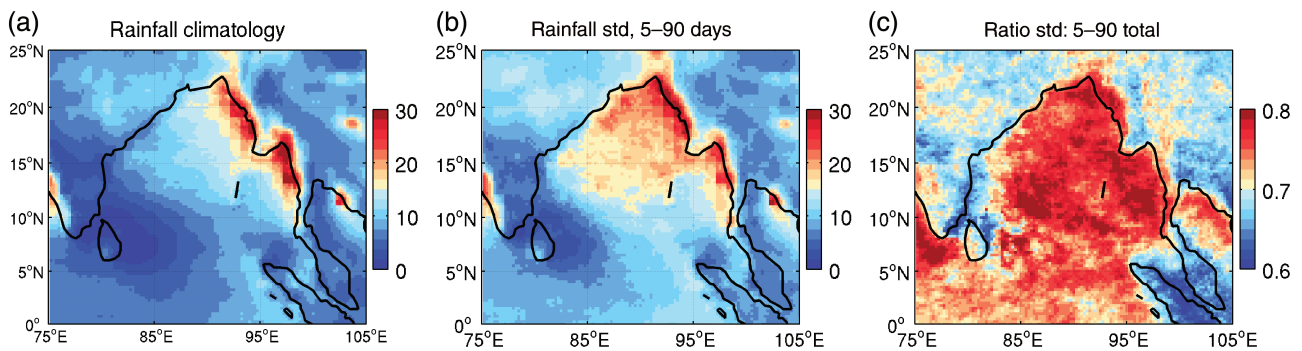 (a)
Rainfall climatology
25°N
20°N
15°N
10°N
5°N
0°
75°E
85°E
95°E
105°E
30
20
10
0
(b)
Rainfall std, 5–90 days
25°N
20°N
15°N
10°N
5°N
0°
75°E
85°E
95°E
105°E
30
20
10
0
(c)
Ratio std: 5–90 total
25°N
20°N
15°N
10°N
5°N
0°
75°E
85°E
95°E
105°E
0.8
0.7
0.6